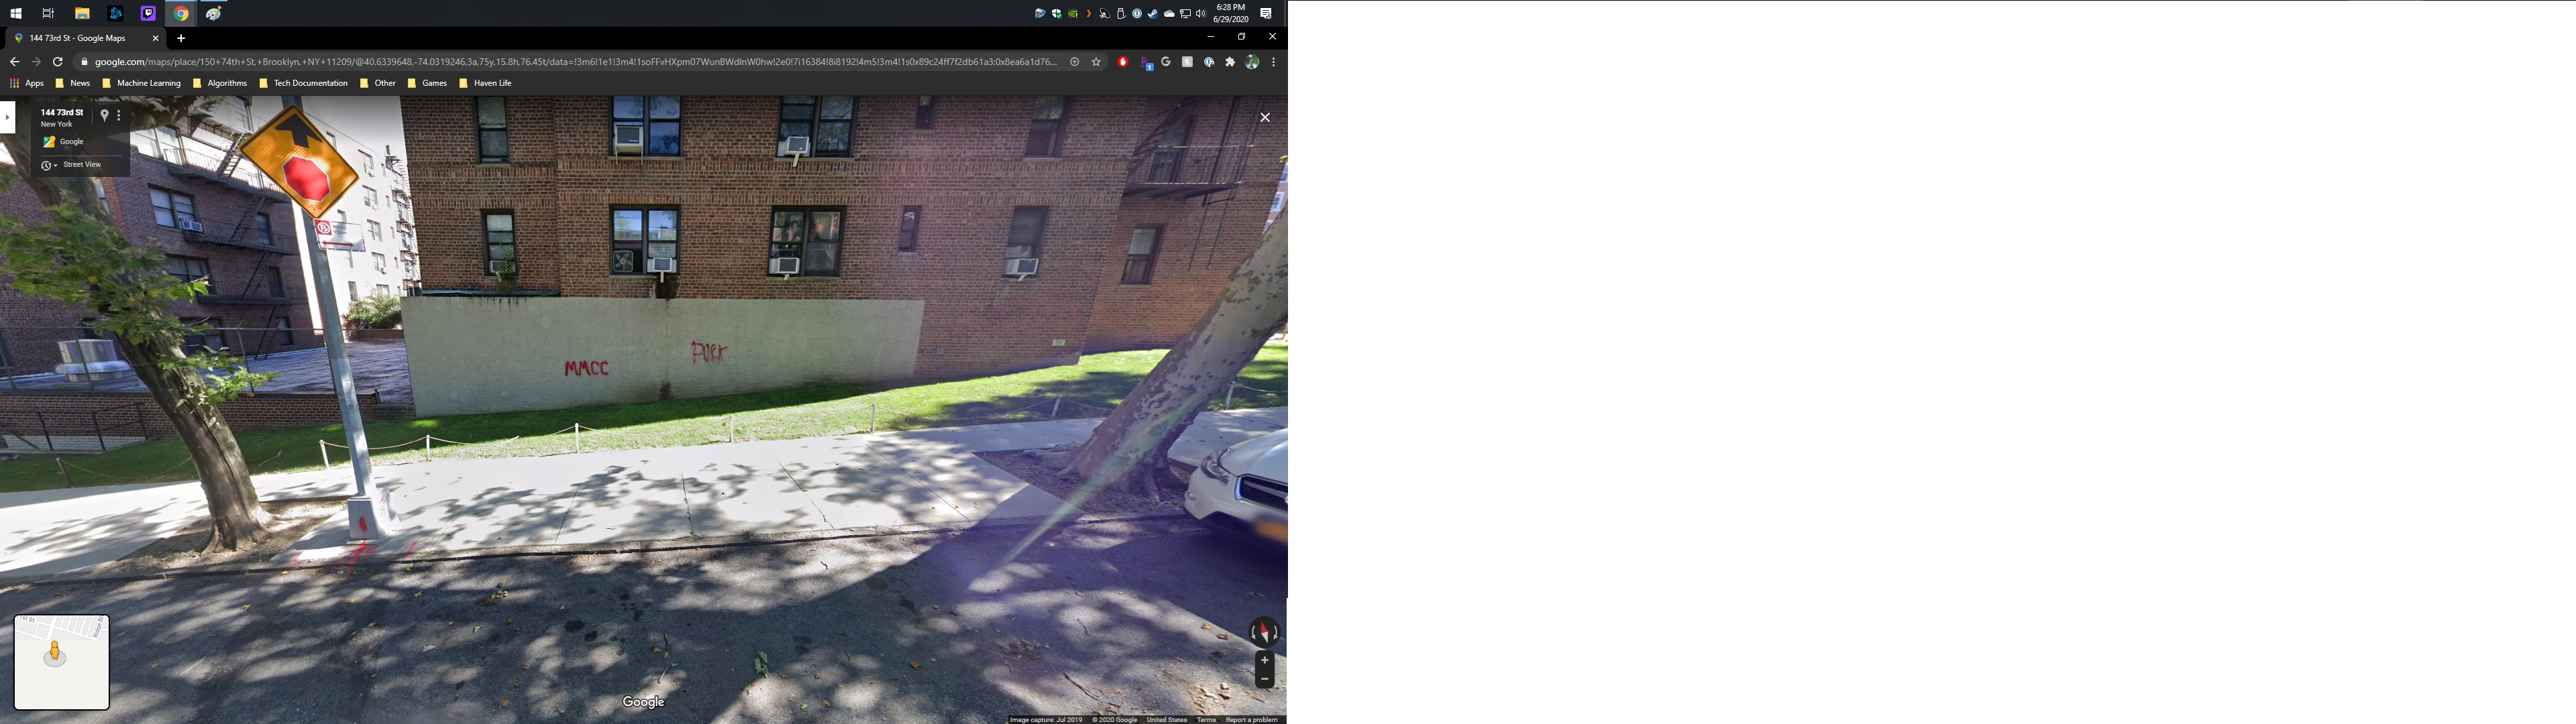 6:28 PM
6/29/2020
144 73rd St - Google Maps
google.com/maps/place/150+74th+St,+Brooklyn,+NY+11209/@40.6339648,-74.0319246,3a,75y,15.8h,76.45t/data=!3m6!1e1!3m4!1soFFvHXpm07WunBWdlnW0hw!2e0!7i16384!8i8192!4m5!3m4!1s0x89c24ff7f2db61a3:0x8ea6a1d76...
Apps News Machine Learning Algorithms Tech Documentation Other Games Haven Life
144 73rd St
New York
Google
Street View
MMCC
Google
Image capture: Jul 2019 © 2020 Google United States Terms Report a problem